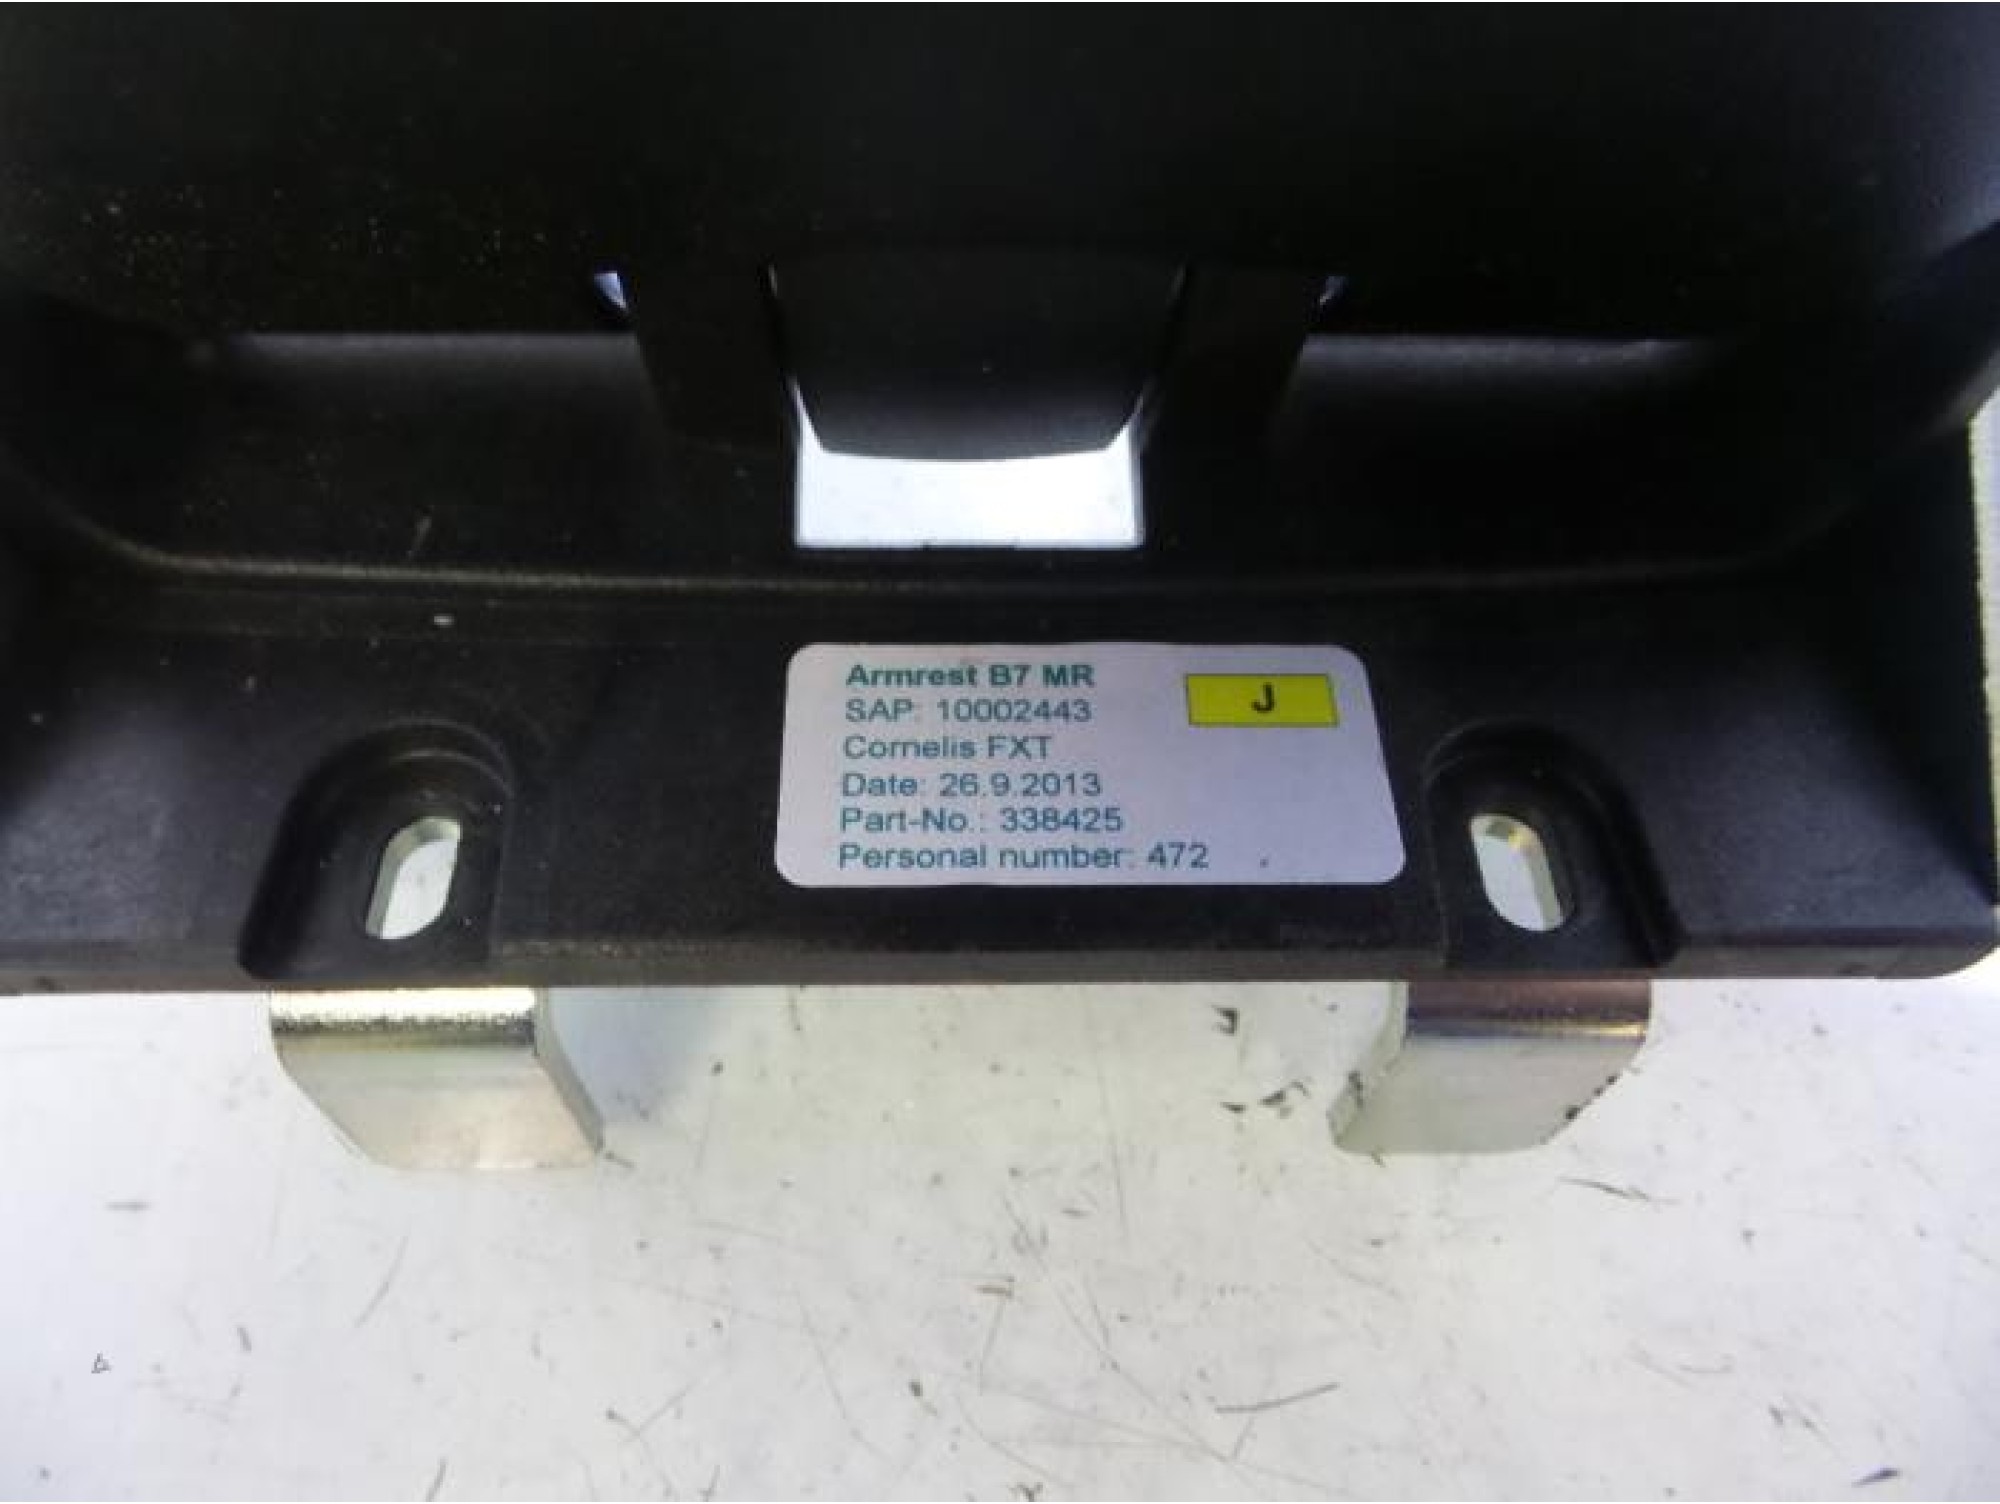 Armrest B7 MR
J
SAP: 10002443
Cornelis FXT
Date: 26.9.2013
Part-No.: 338425
Personal number: 472